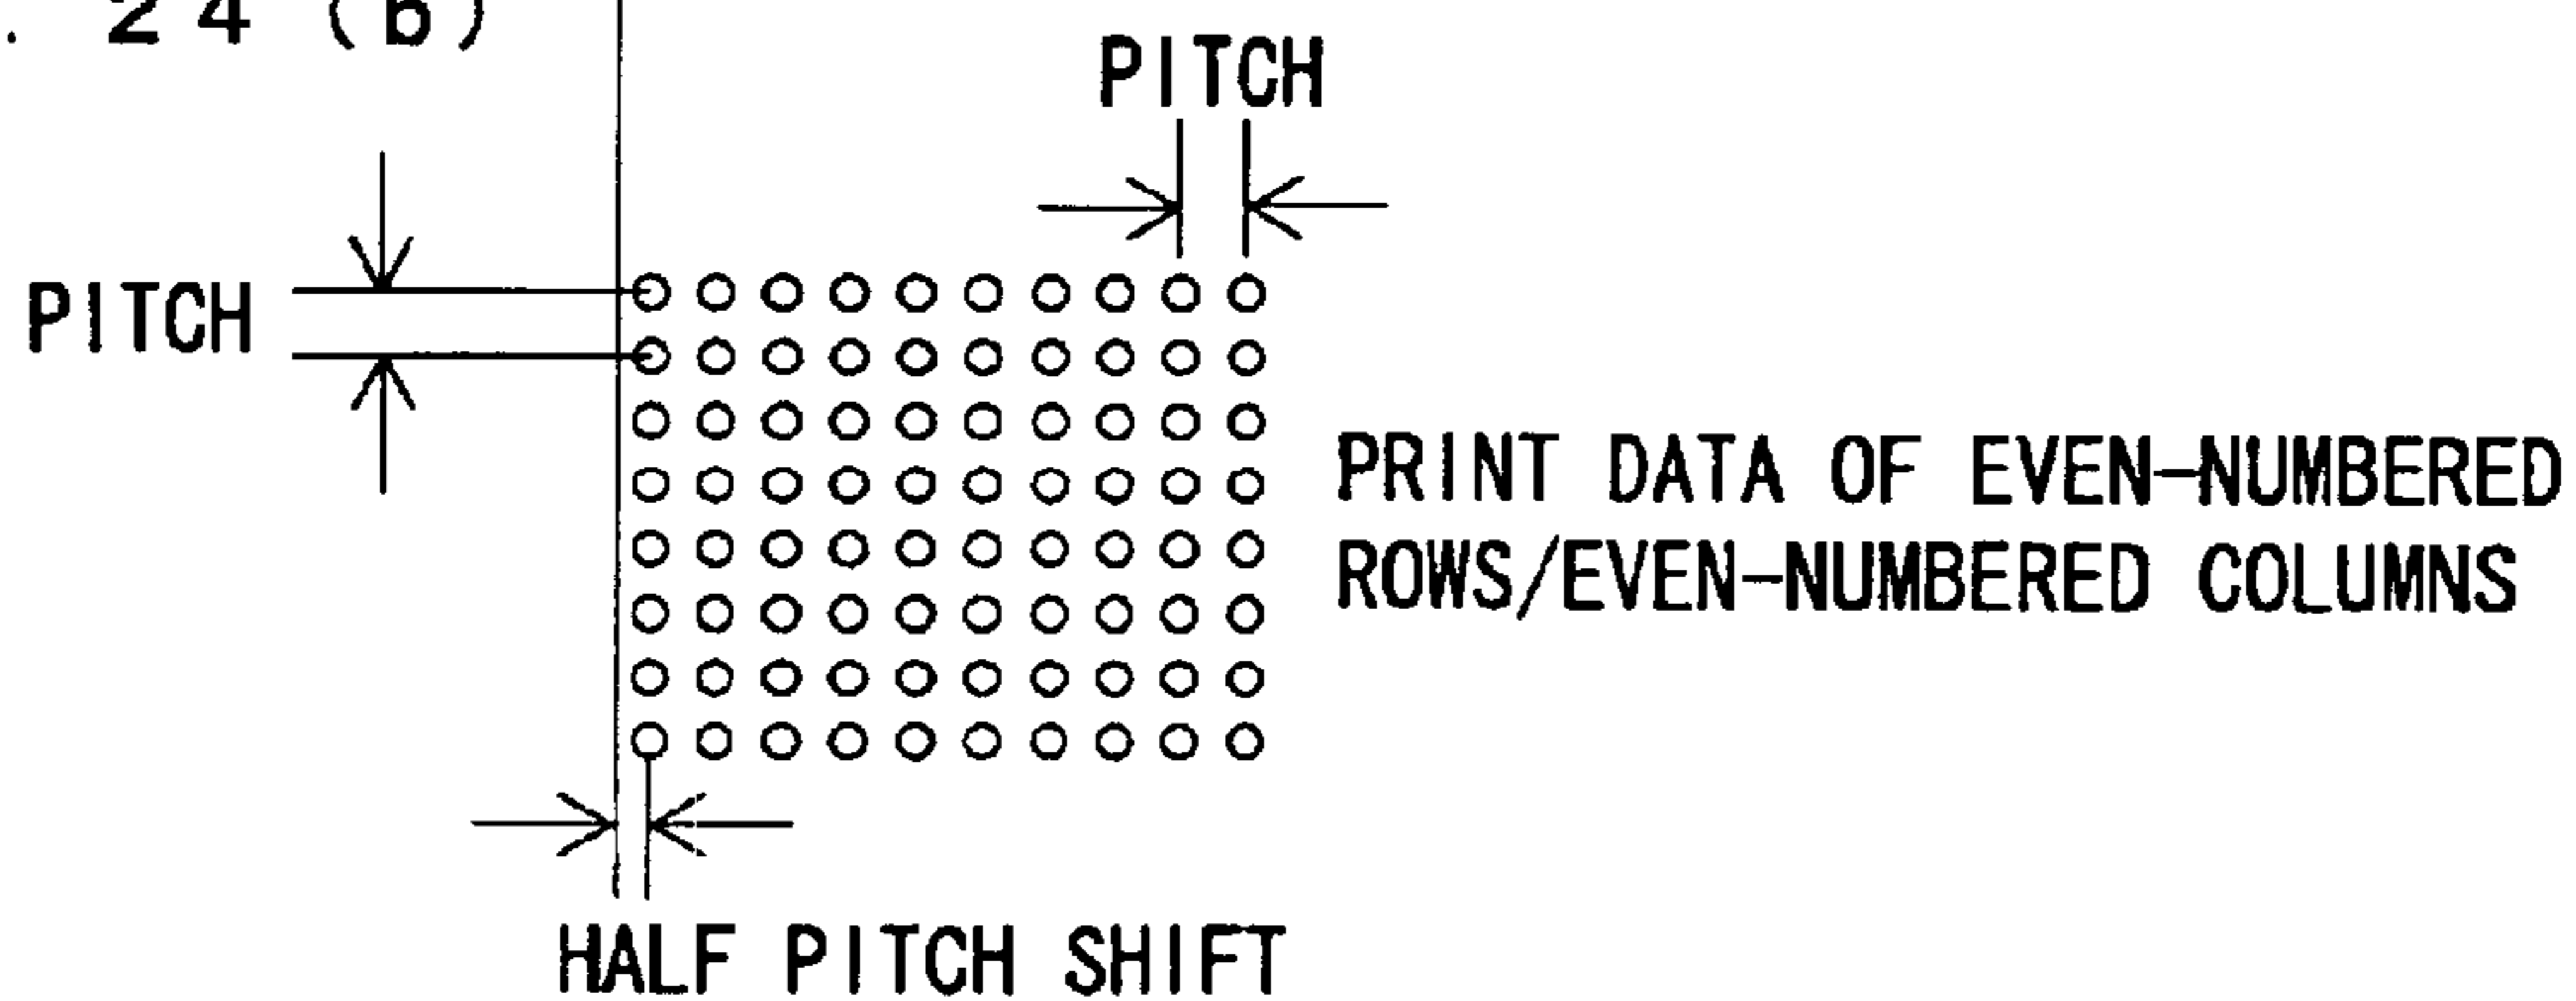 . 24 (b)
PITCH
PITCH
PRINT DATA OF EVEN-NUMBERED
ROWS/EVEN-NUMBERED COLUMNS
HALF PITCH SHIFT